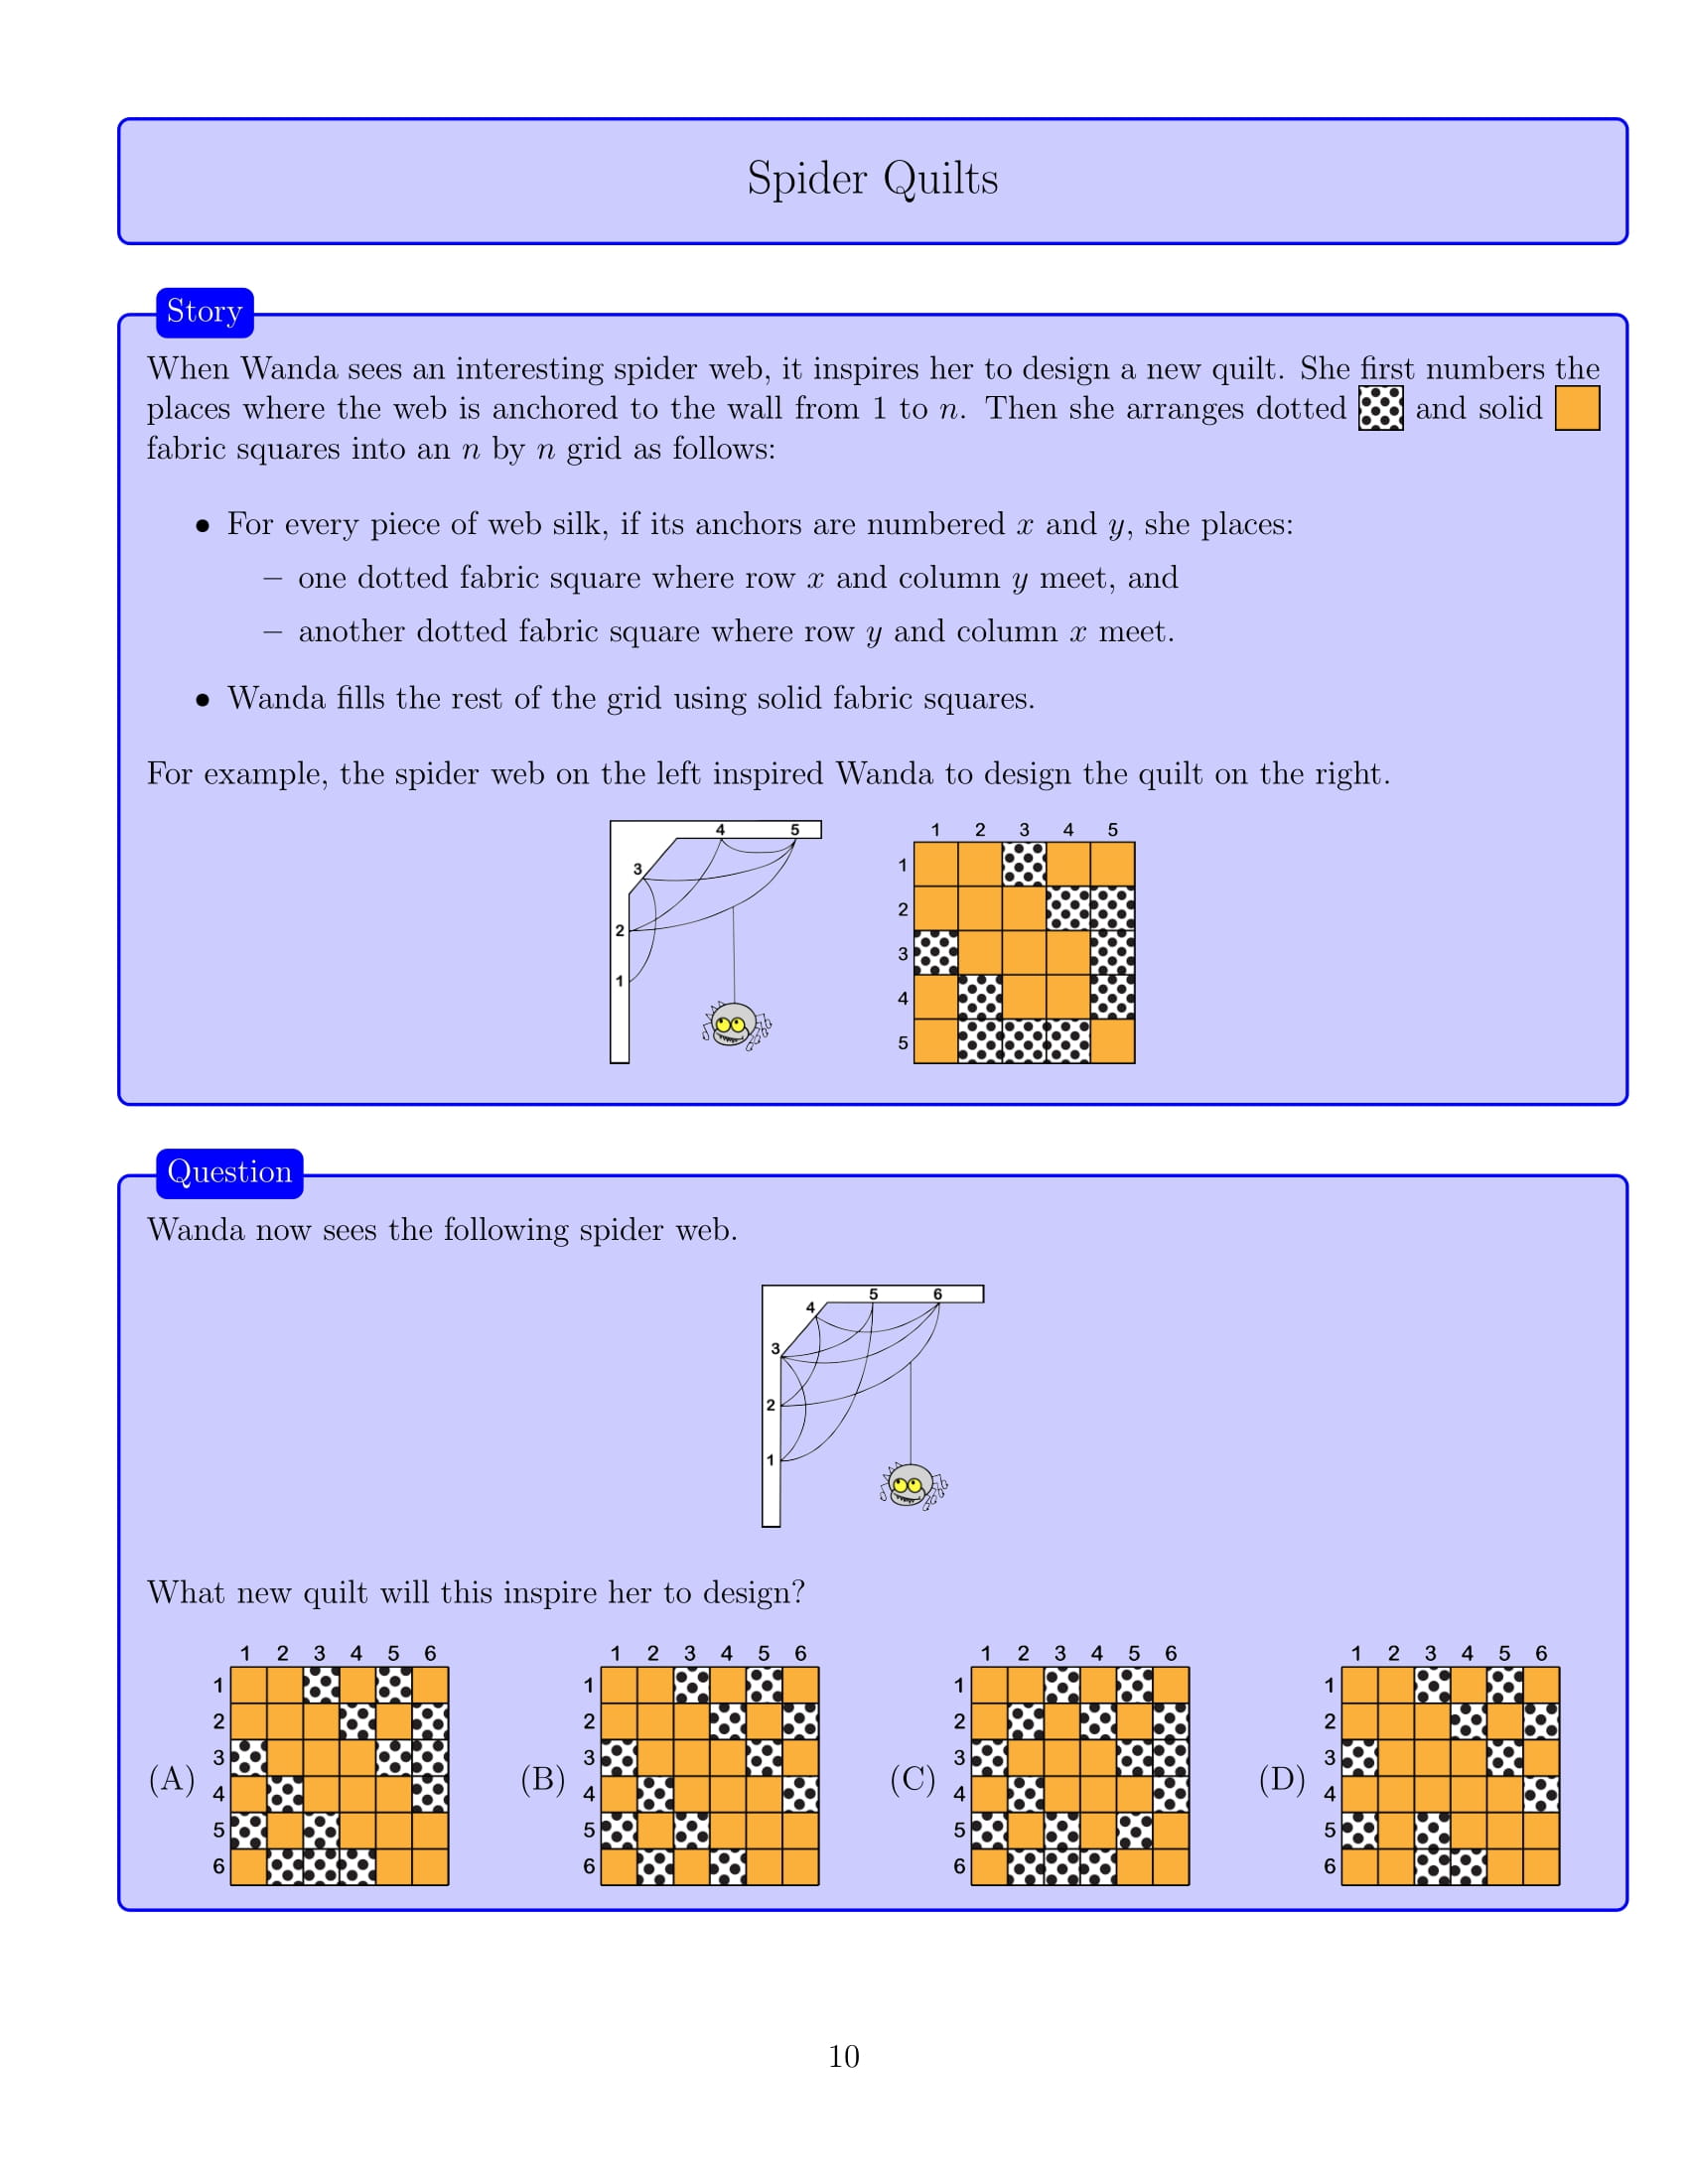 Spider Quilts
Story
When Wanda sees an interesting spider web, it inspires her to design a new quilt. She first numbers the
places where the web is anchored to the wall from 1 to n. Then she arranges dotted and solid
fabric squares into an n by n grid as follows:
• For every piece of web silk, if its anchors are numbered x and y, she places:
– one dotted fabric square where row x and column y meet, and
– another dotted fabric square where row y and column x meet.
• Wanda fills the rest of the grid using solid fabric squares.
For example, the spider web on the left inspired Wanda to design the quilt on the right.
4 5
3
2
1
1 2 3 4 5
1
2
3
4
5
Question
Wanda now sees the following spider web.
5 6
4
3
2
1
What new quilt will this inspire her to design?
(A)
1 2 3 4 5 6
1
2
3
4
5
6
(B)
1 2 3 4 5 6
1
2
3
4
5
6
(C)
1 2 3 4 5 6
1
2
3
4
5
6
(D)
1 2 3 4 5 6
1
2
3
4
5
6
10